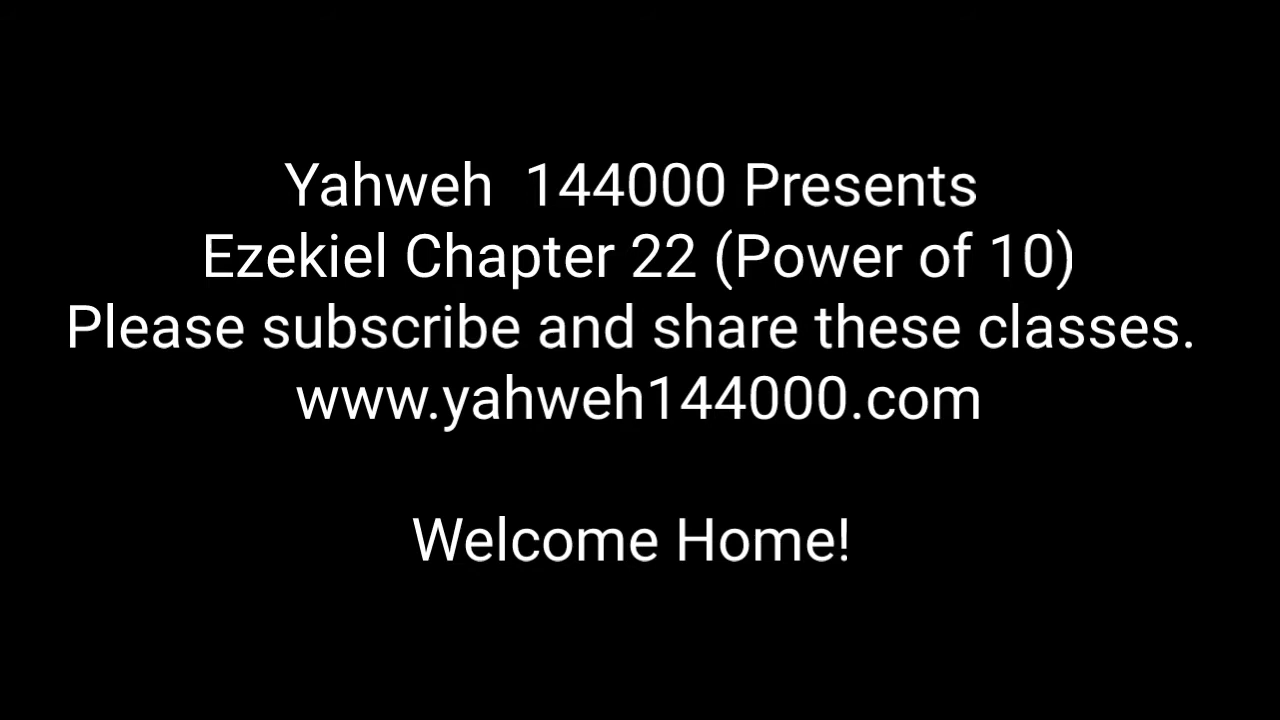 Yahweh  144000 Presents
Ezekiel Chapter 22 (Power of 10)
Please subscribe and share these classes.
www.yahweh144000.com
Welcome Home!